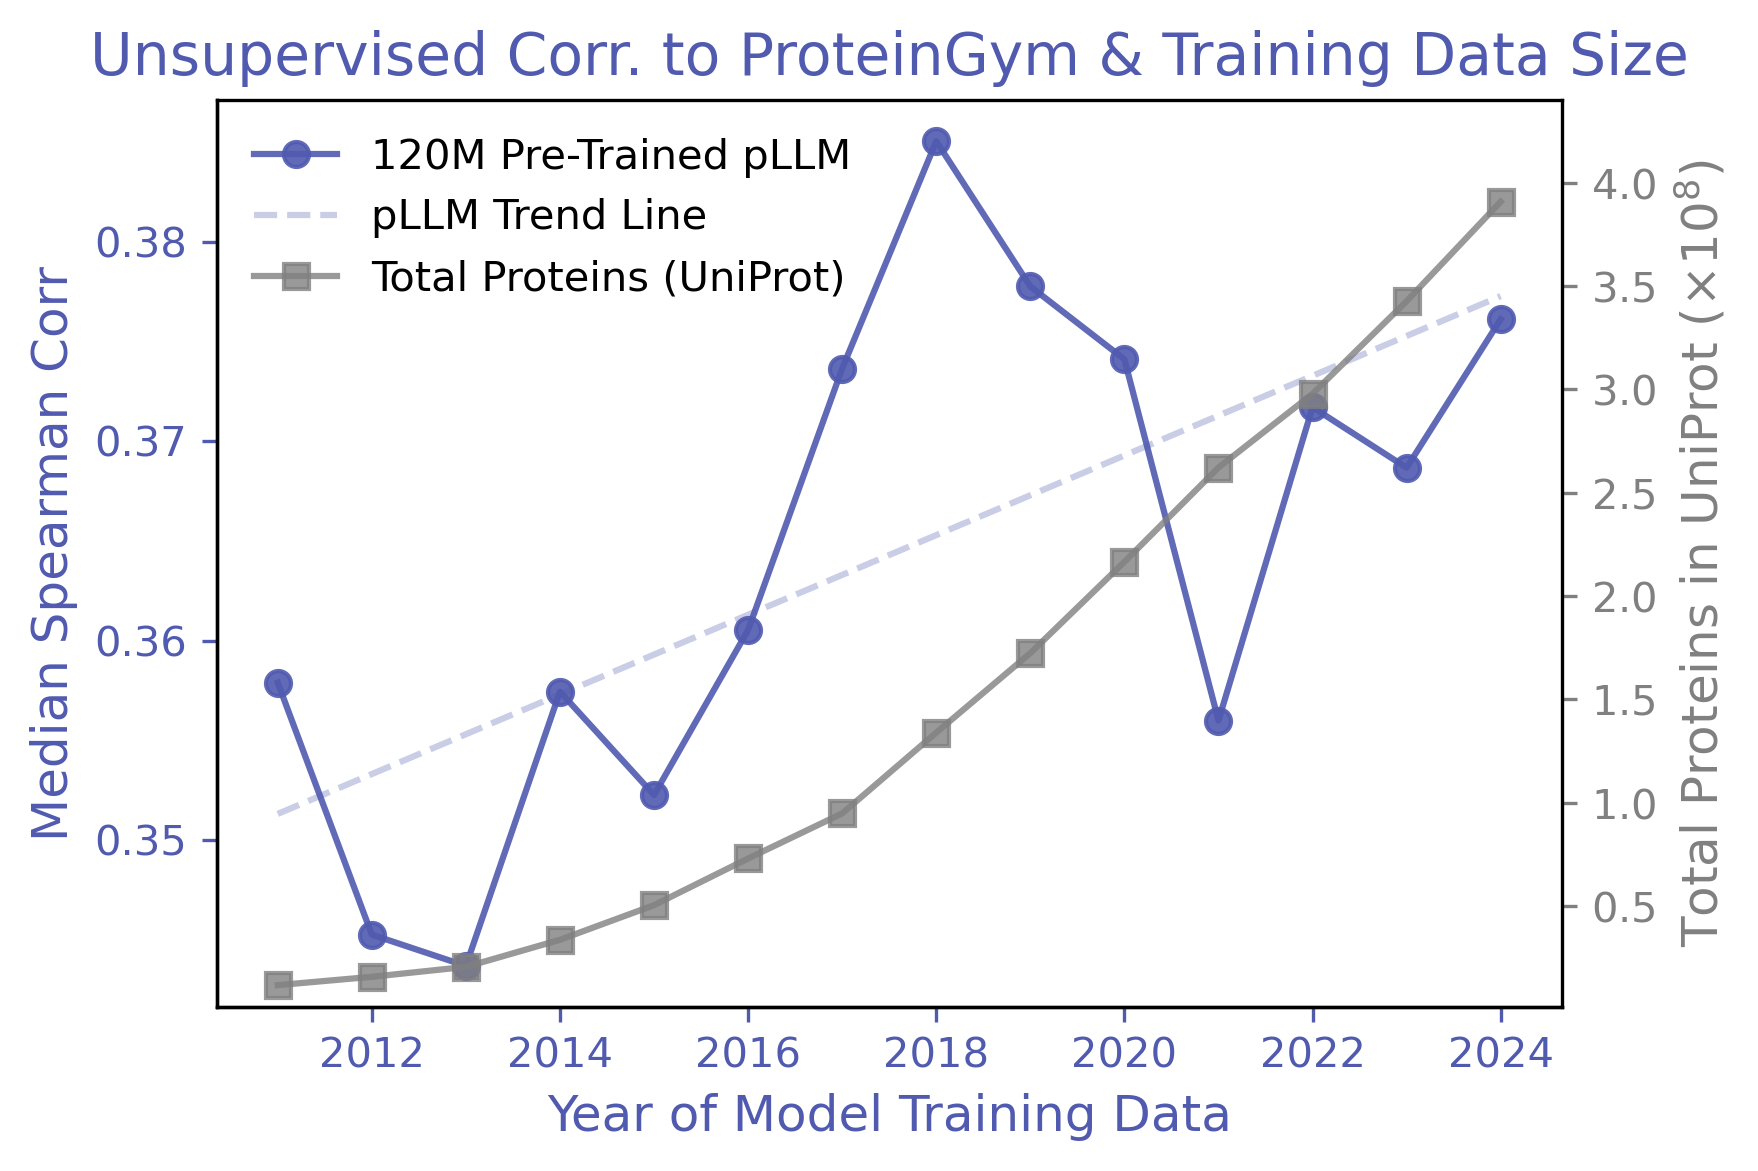 Unsupervised Corr. to ProteinGym & Training Data Size
120M Pre-Trained pLLM
pLLM Trend Line
Total Proteins (UniProt)
Median Spearman Corr
0.38
0.37
0.36
0.35
4.0
3.5
3.0
2.5
2.0
1.5
1.0
0.5
Total Proteins in UniProt (×10⁸)
2012 2014 2016 2018 2020 2022 2024
Year of Model Training Data